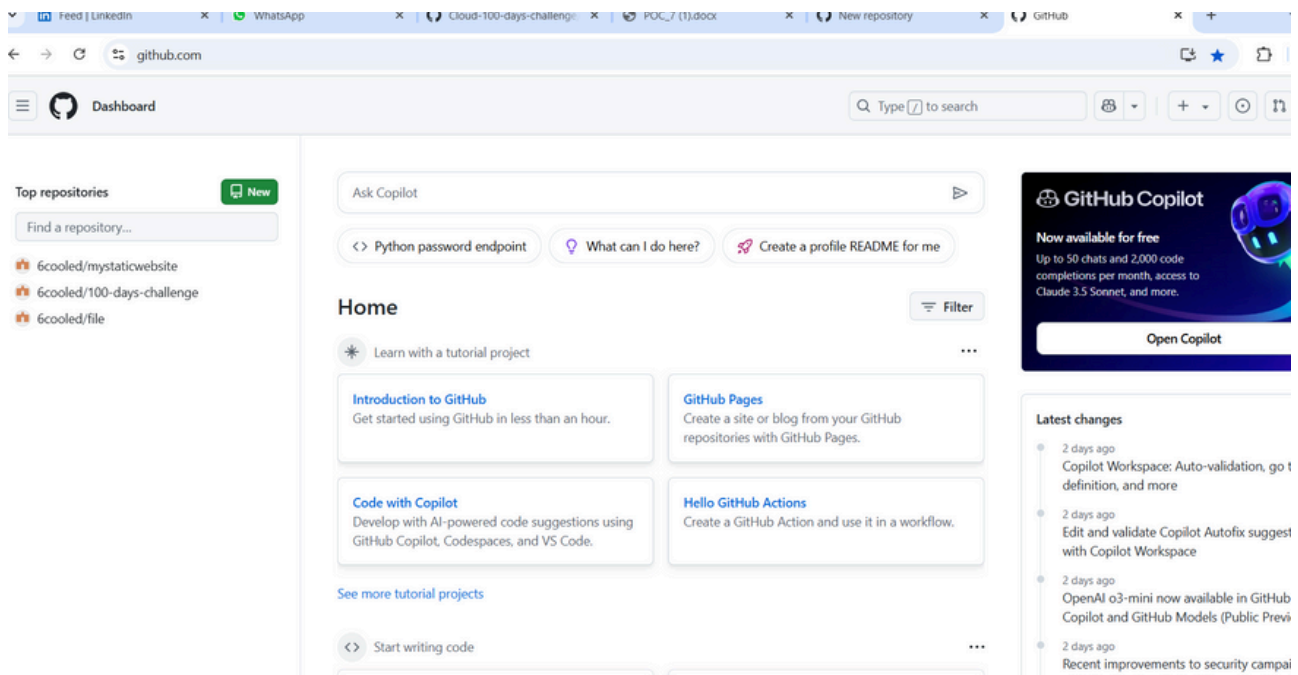 Feed | LinkedIn
WhatsApp
Cloud-100-days-challenge
POC_7 (1).docx
New repository
GitHub
github.com
Dashboard
Type / to search
Top repositories
New
Find a repository...
6cooled/mystaticwebsite
6cooled/100-days-challenge
6cooled/file
Ask Copilot
Python password endpoint
What can I do here?
Create a profile README for me
Home
Filter
Learn with a tutorial project
Introduction to GitHub
Get started using GitHub in less than an hour.
GitHub Pages
Create a site or blog from your GitHub
repositories with GitHub Pages.
Code with Copilot
Develop with AI-powered code suggestions using
GitHub Copilot, Codespaces, and VS Code.
Hello GitHub Actions
Create a GitHub Action and use it in a workflow.
See more tutorial projects
Start writing code
GitHub Copilot
Now available for free
Up to 50 chats and 2,000 code
completions per month, access to
Claude 3.5 Sonnet, and more.
Open Copilot
Latest changes
2 days ago
Copilot Workspace: Auto-validation, go t
definition, and more
2 days ago
Edit and validate Copilot Autofix suggest
with Copilot Workspace
2 days ago
OpenAI o3-mini now available in GitHub
Copilot and GitHub Models (Public Previ
2 days ago
Recent improvements to security campai